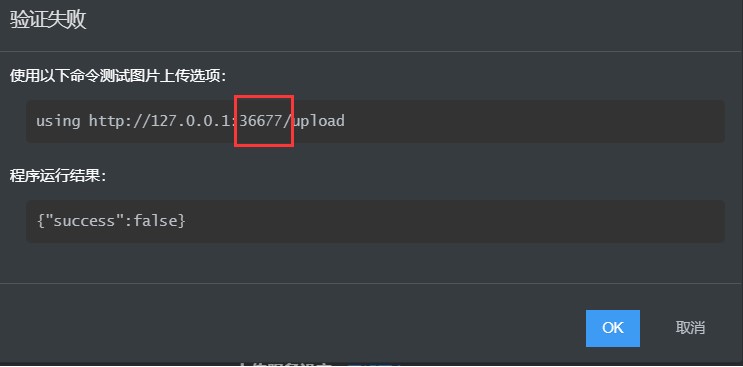 验证失败
使用以下命令测试图片上传选项：
using http://127.0.0.1:36677/upload
程序运行结果：
{"success":false}
OK 取消